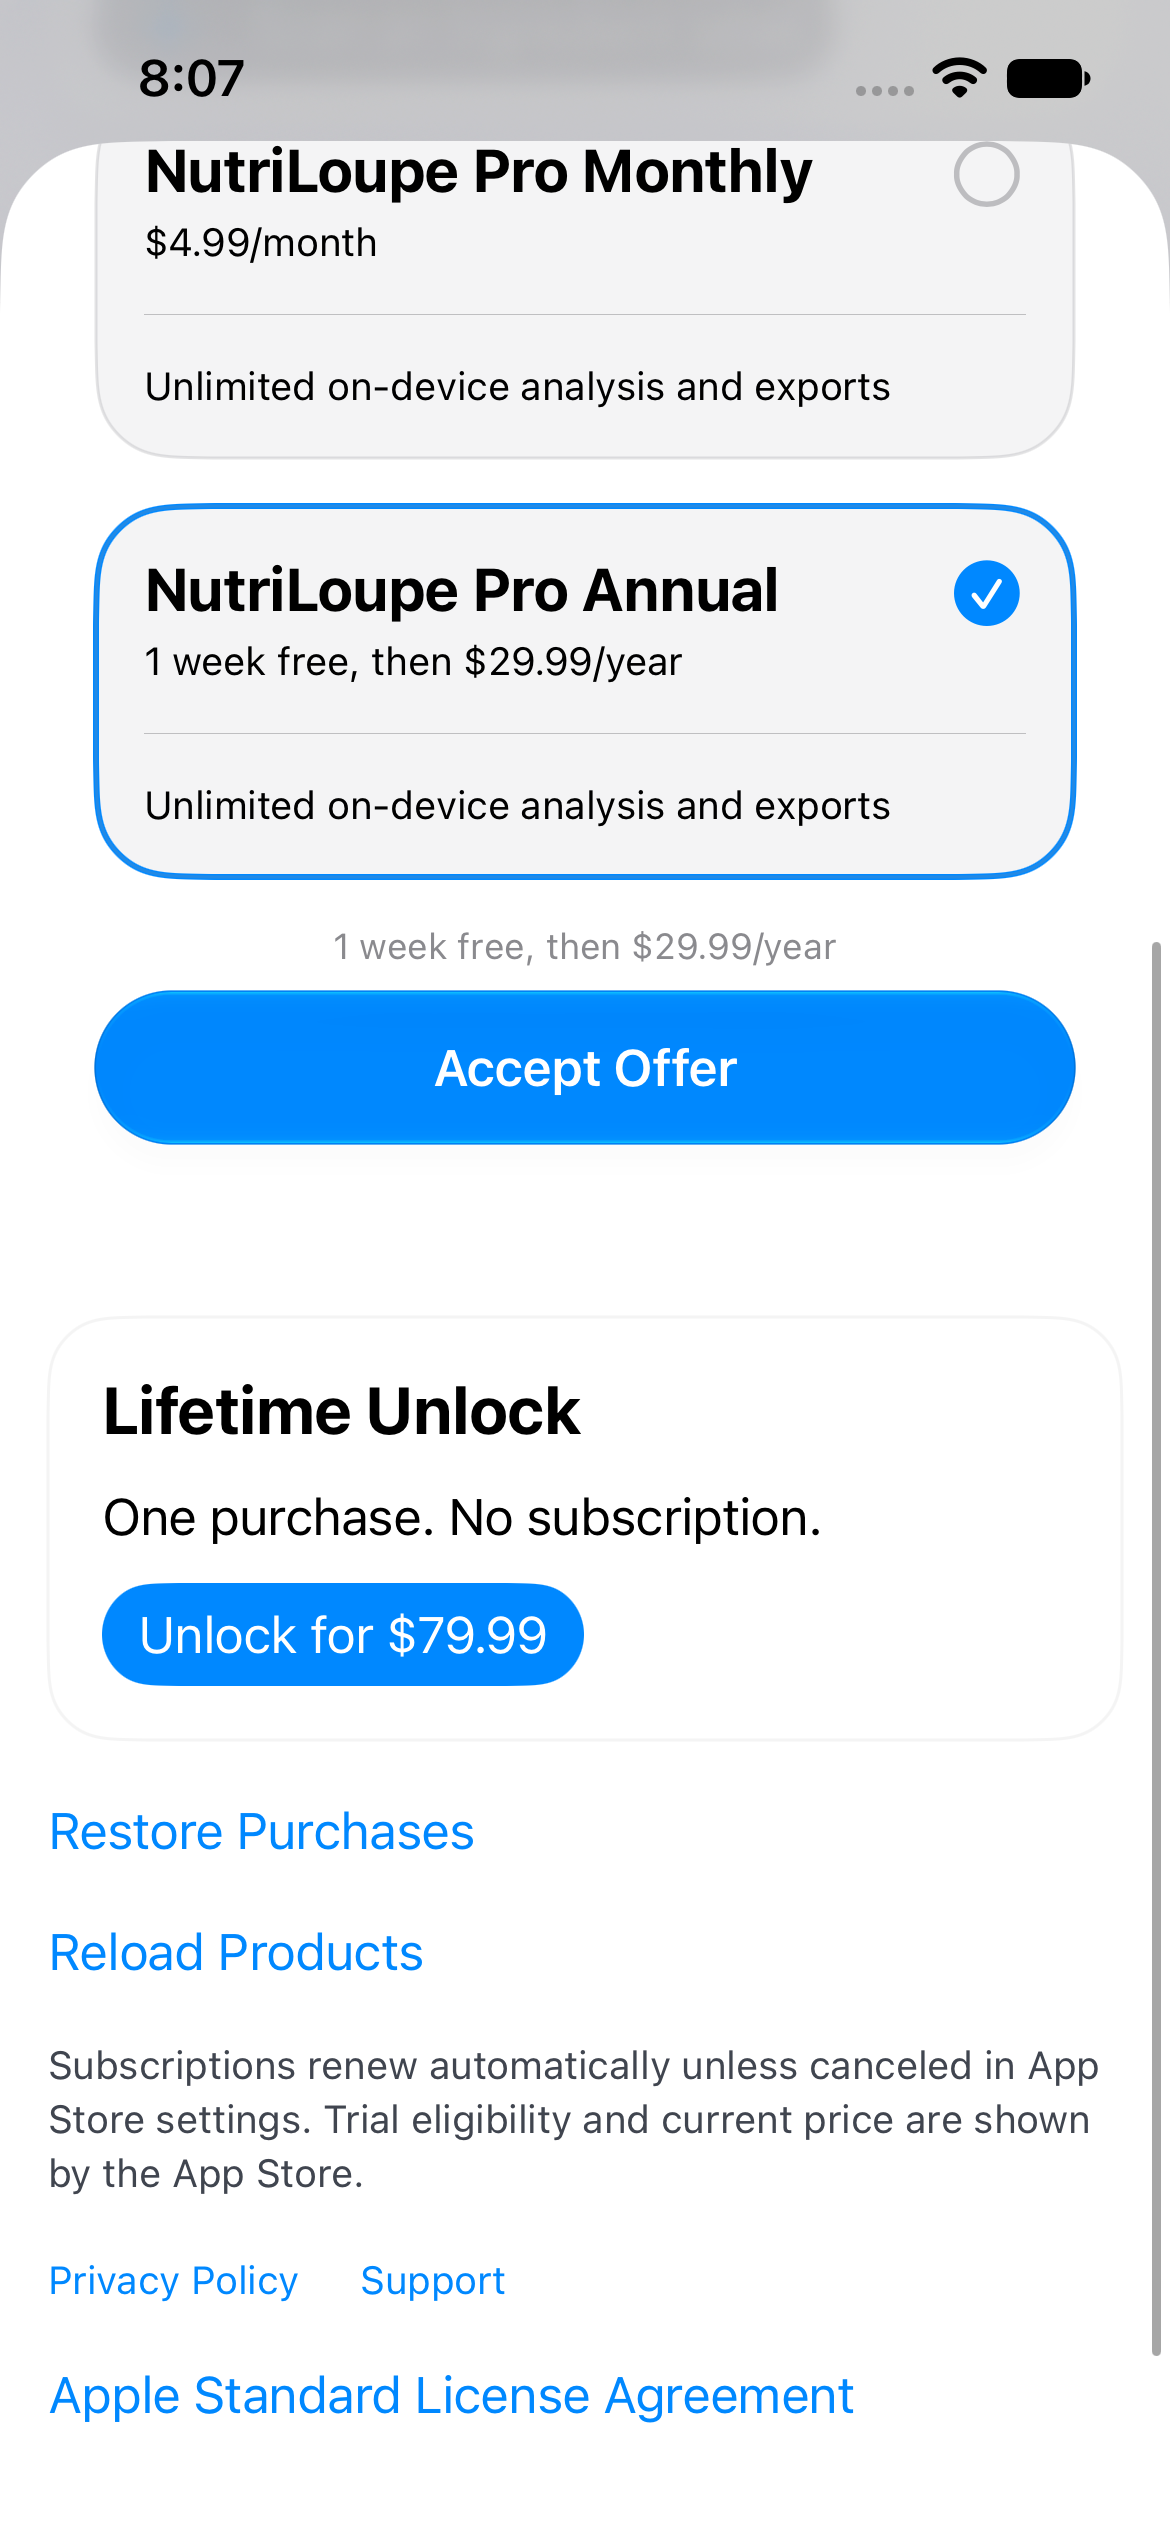 8:07
NutriLoupe Pro Monthly
$4.99/month
Unlimited on-device analysis and exports
NutriLoupe Pro Annual
1 week free, then $29.99/year
Unlimited on-device analysis and exports
1 week free, then $29.99/year
Accept Offer
Lifetime Unlock
One purchase. No subscription.
Unlock for $79.99
Restore Purchases
Reload Products
Subscriptions renew automatically unless canceled in App
Store settings. Trial eligibility and current price are shown
by the App Store.
Privacy Policy Support
Apple Standard License Agreement